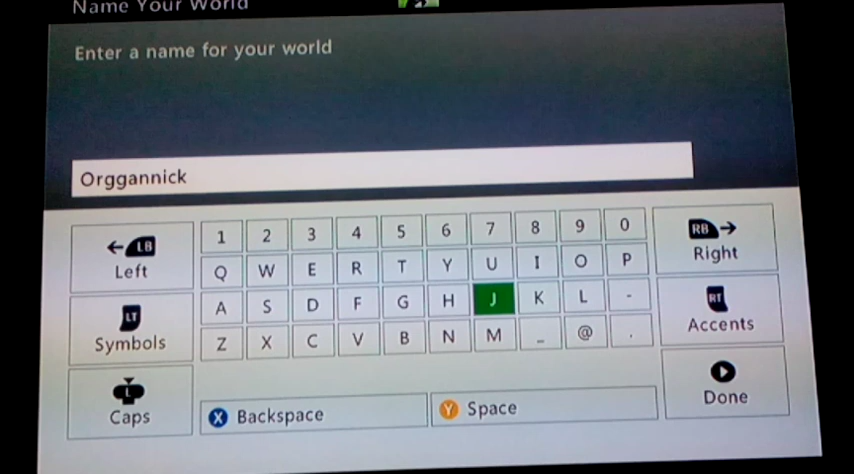 Name Your World
Enter a name for your world
Orggannick
LB
Left
1 2 3 4 5 6 7 8 9 0
RB
Right
Q W E R T Y U I O P
A S D F G H J K L -
LT
Symbols
RT
Accents
Z X C V B N M _ @ .
L
Caps
X Backspace
Y Space
Done